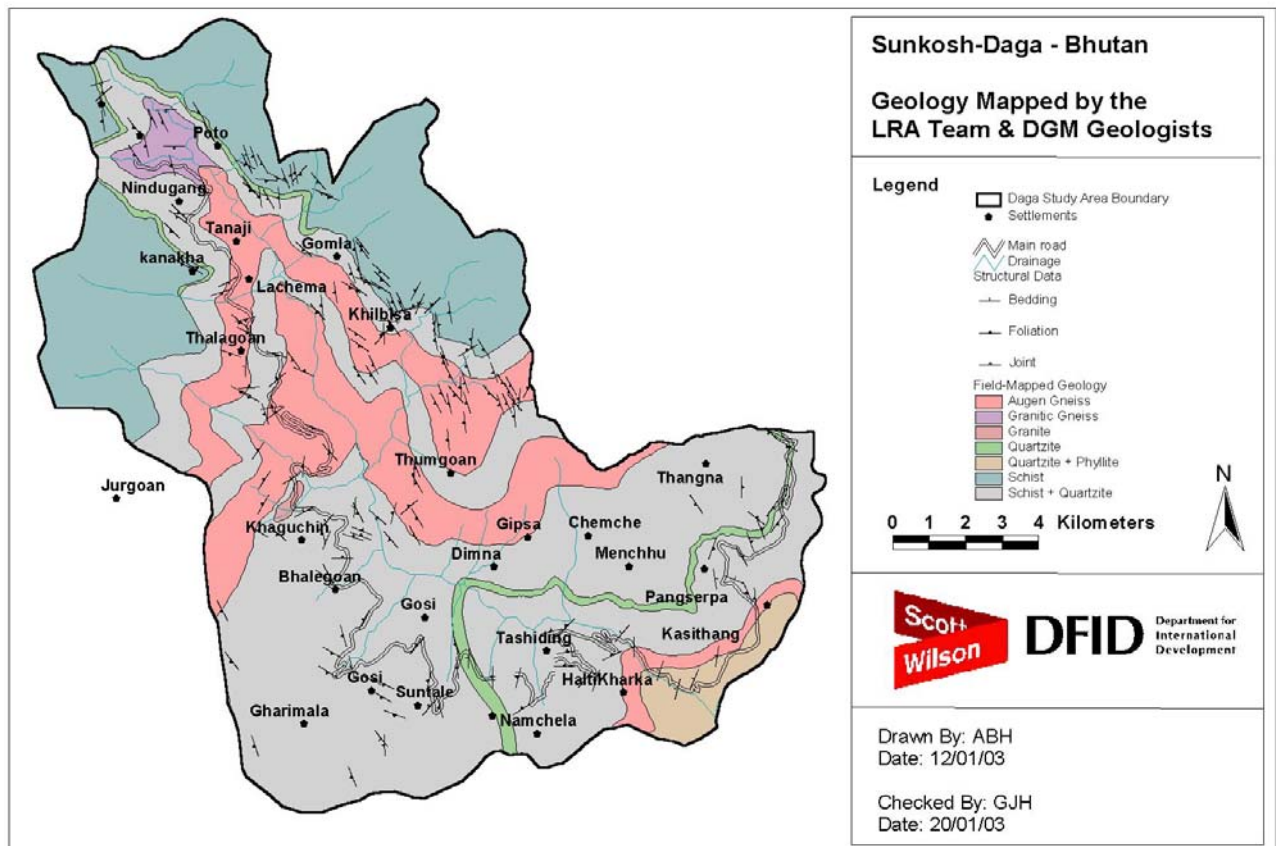 Sunkosh-Daga - Bhutan
Geology Mapped by the
LRA Team & DGM Geologists
Legend
Daga Study Area Boundary
Settlements
Main road
Drainage
Structural Data
Bedding
Foliation
Joint
Field-Mapped Geology
Augen Gneiss
Granitic Gneiss
Granite
Quartzite
Quartzite + Phyllite
Schist
Schist + Quartzite
N
0 1 2 3 4 Kilometers
Scott
Wilson
DFID
Department for
International
Development
Drawn By: ABH
Date: 12/01/03
Checked By: GJH
Date: 20/01/03
Poto
Nindugang
Tanaji
Gomla
kanakha
Lachema
Khilbisa
Thalagoan
Thumgoan
Thangna
Jurgoan
Khaguchin
Gipsa
Chemche
Dimna
Menchhu
Bhalegoan
Pangserpa
Gosi
Tashiding
Kasithang
Gosi
Suntale
HaltiKharka
Gharimala
Namchela